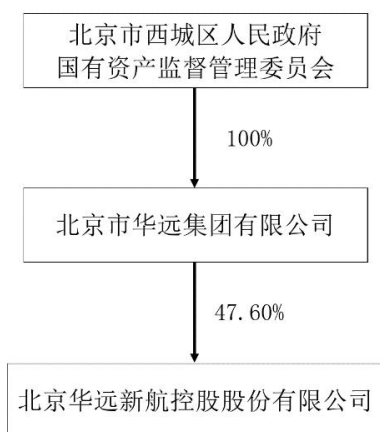 北京市西城区人民政府
国有资产监督管理委员会
100%
北京市华远集团有限公司
47.60%
北京华远新航控股股份有限公司